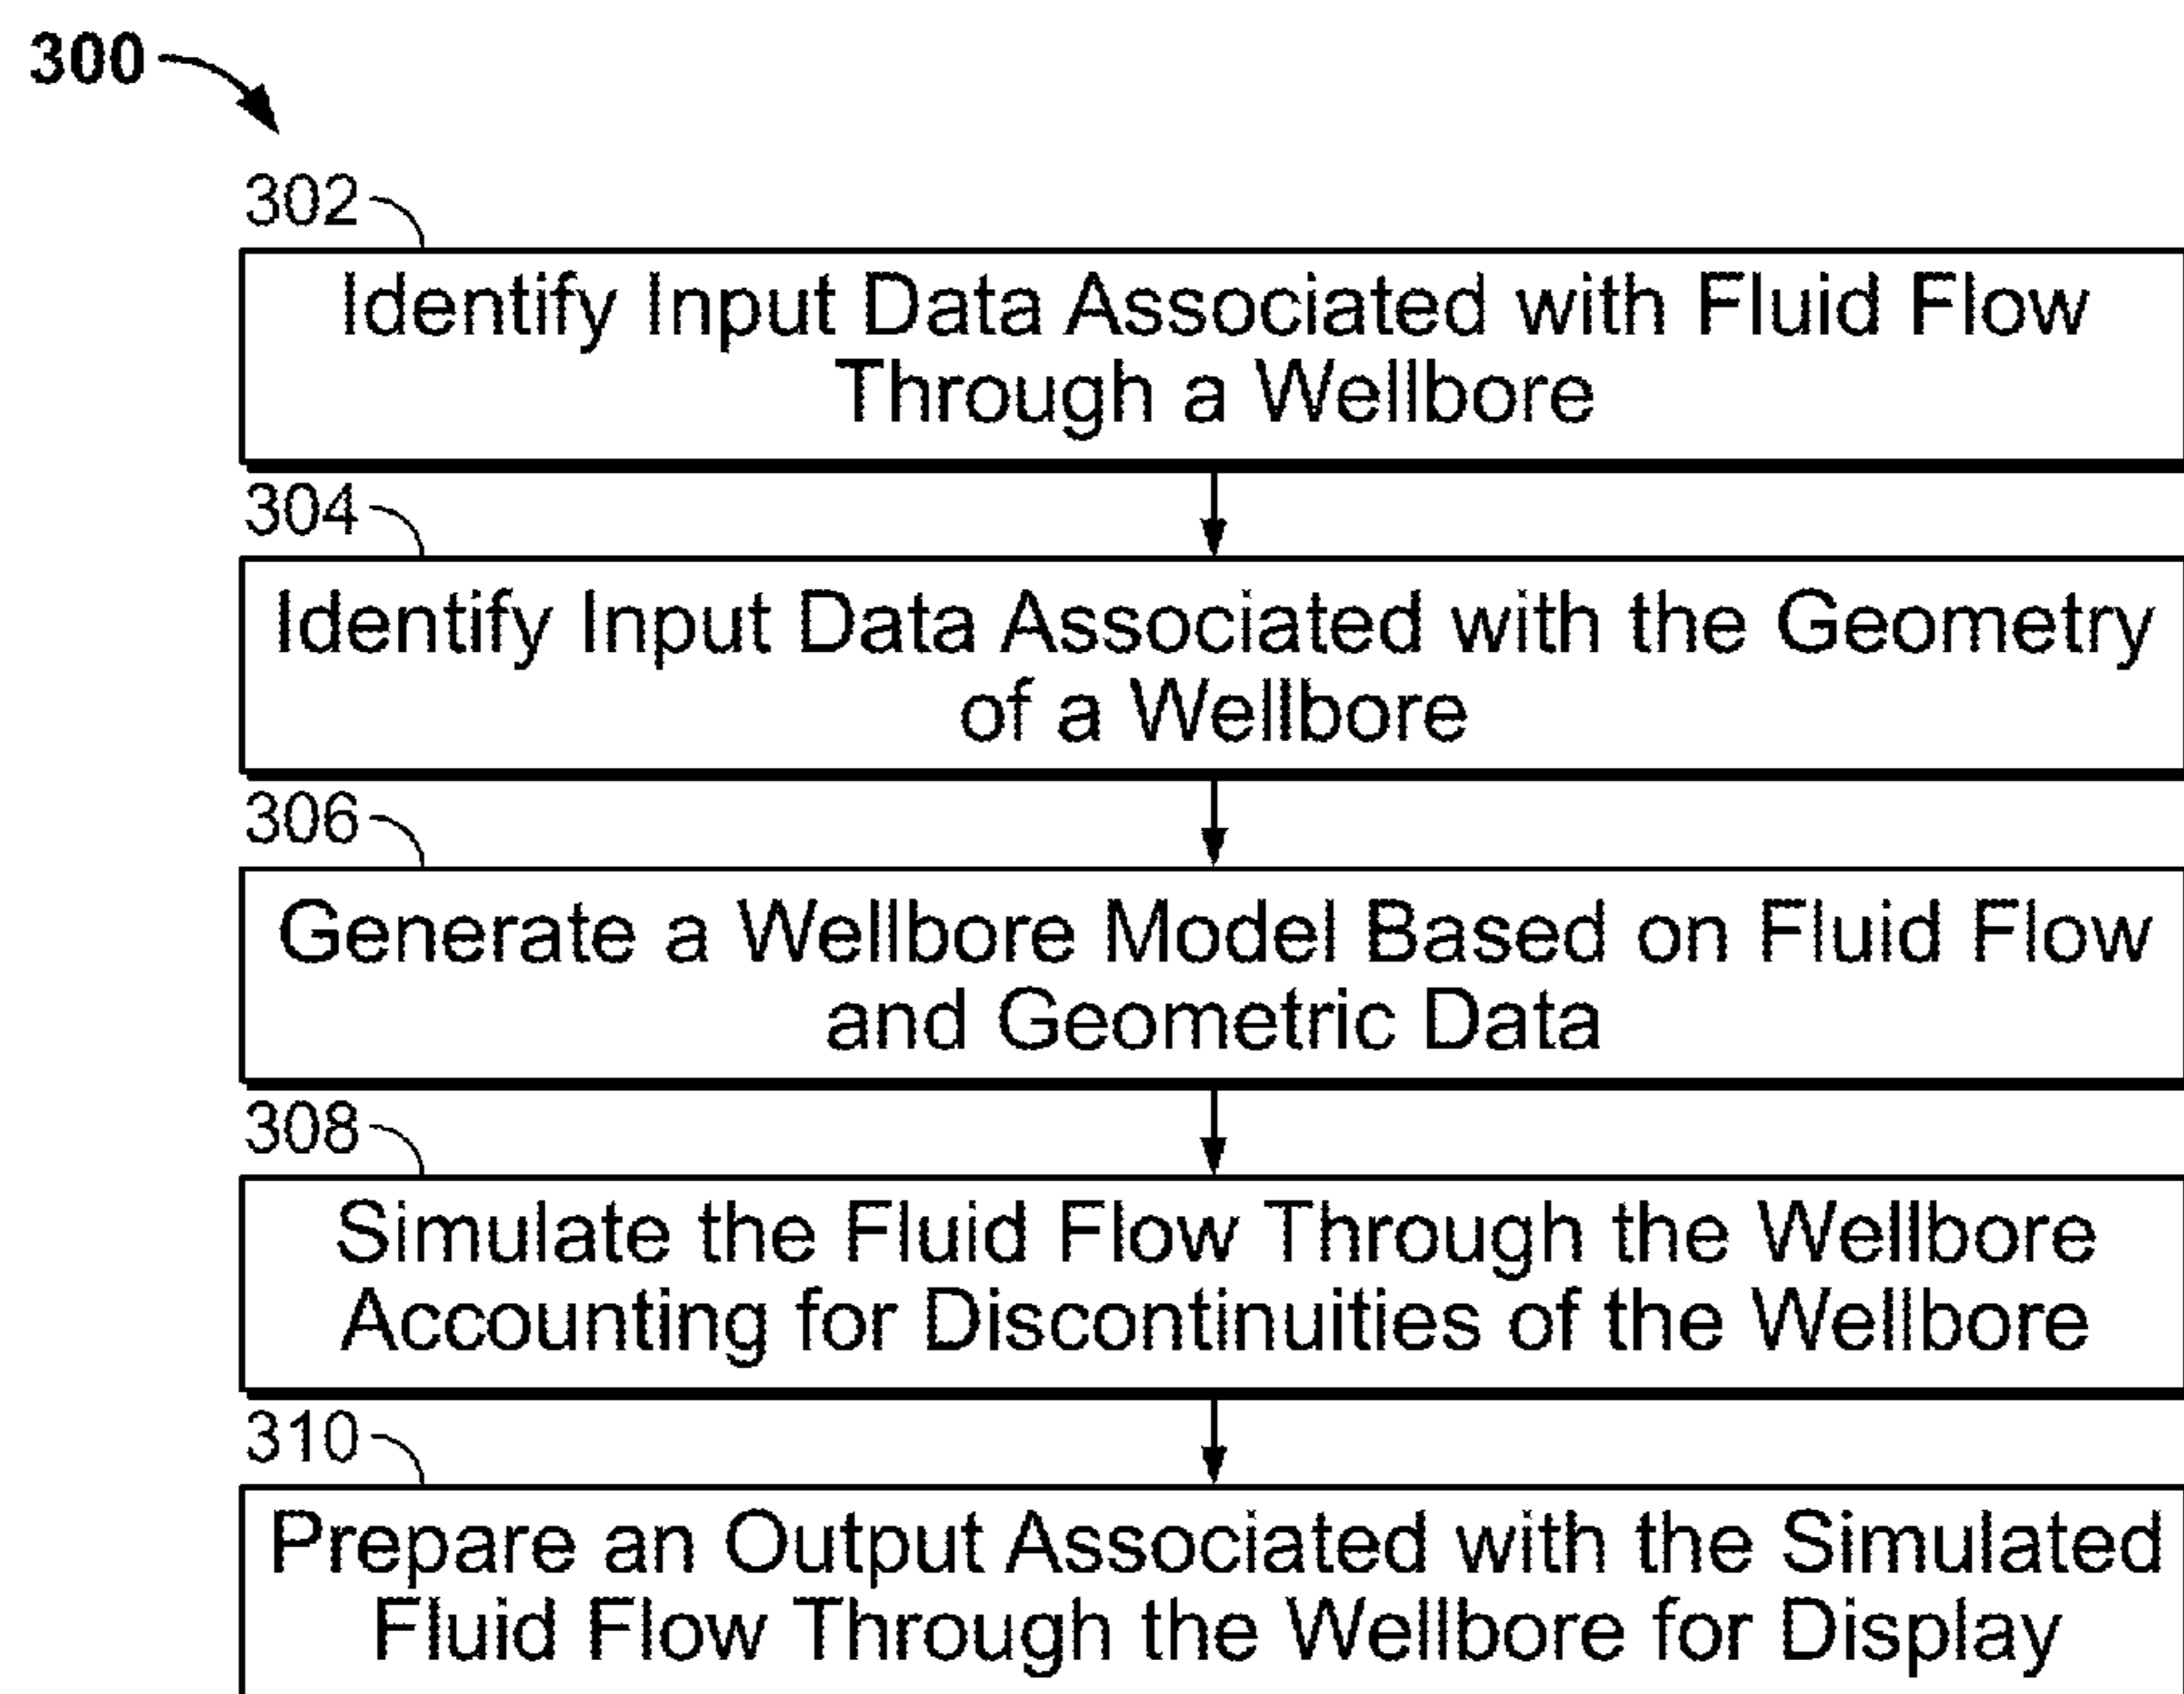 300
302
Identify Input Data Associated with Fluid Flow
Through a Wellbore
304
Identify Input Data Associated with the Geometry
of a Wellbore
306
Generate a Wellbore Model Based on Fluid Flow
and Geometric Data
308
Simulate the Fluid Flow Through the Wellbore
Accounting for Discontinuities of the Wellbore
310
Prepare an Output Associated with the Simulated
Fluid Flow Through the Wellbore for Display